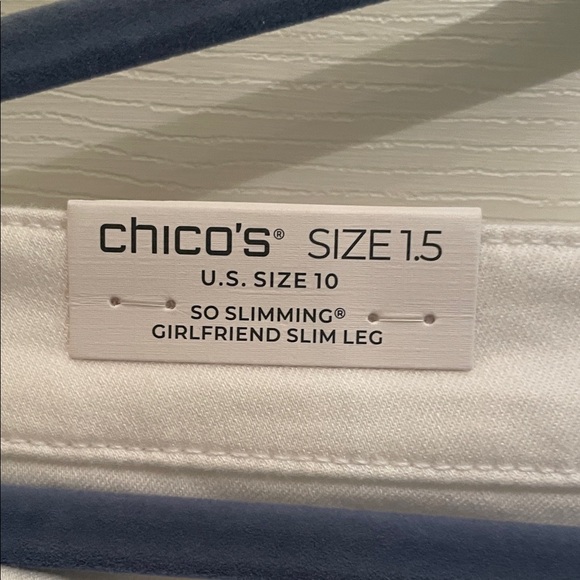 chico's® SIZE 1.5
U.S. SIZE 10
SO SLIMMING®
GIRLFRIEND SLIM LEG